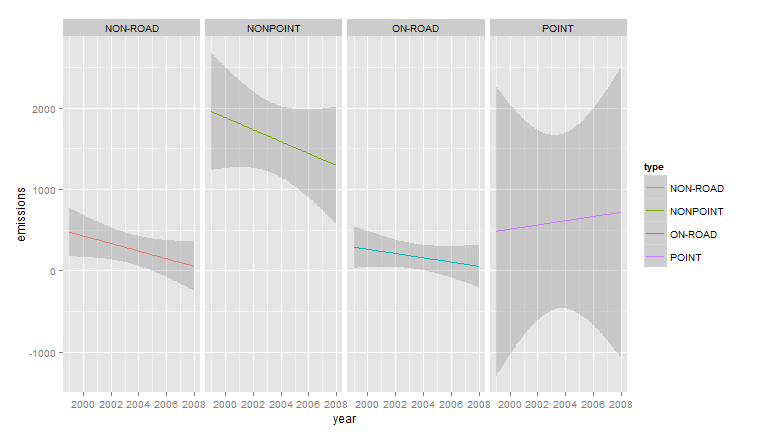 NON-ROAD NONPOINT ON-ROAD POINT
2000
1000
0
-1000
emissions
2000 2002 2004 2006 2008 2000 2002 2004 2006 2008 2000 2002 2004 2006 2008 2000 2002 2004 2006 2008
year
type
NON-ROAD
NONPOINT
ON-ROAD
POINT